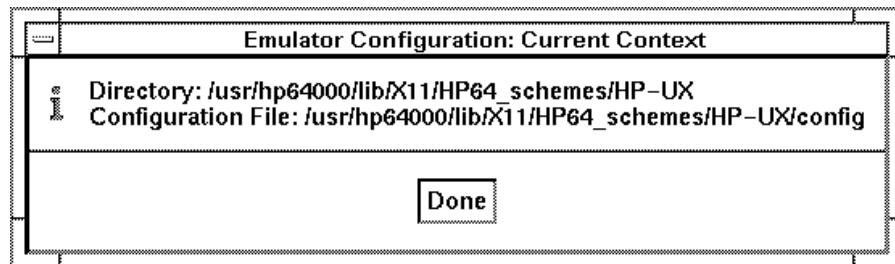 Emulator Configuration: Current Context
Directory: /usr/hp64000/lib/X11/HP64_schemes/HP-UX
Configuration File: /usr/hp64000/lib/X11/HP64_schemes/HP-UX/config
Done